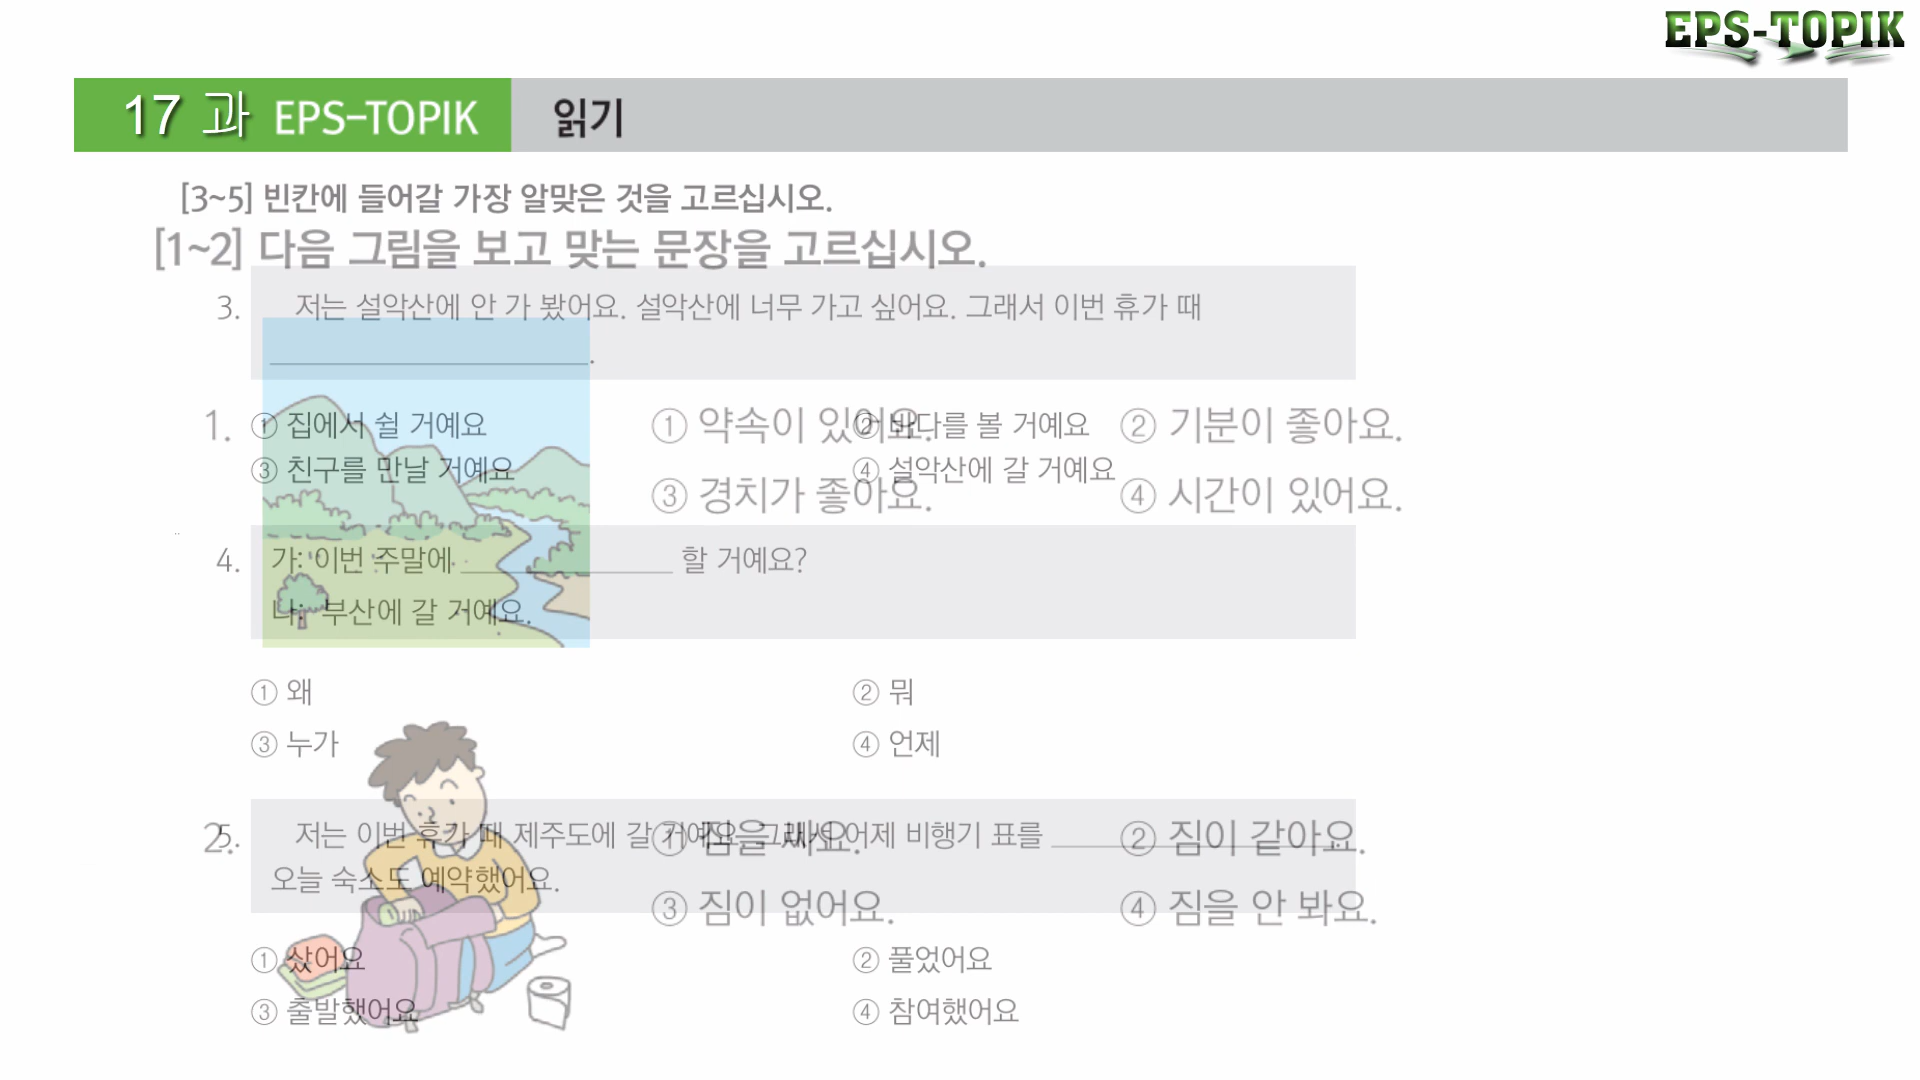 EPS-TOPIK
17 과 EPS-TOPIK 읽기
[3~5] 빈칸에 들어갈 가장 알맞은 것을 고르십시오.
[1~2] 다음 그림을 보고 맞는 문장을 고르십시오.
3. 저는 설악산에 안 가 봤어요. 설악산에 너무 가고 싶어요. 그래서 이번 휴가 때
____________________.
① 집에서 쉴 거예요 ② 바다를 볼 거예요
③ 친구를 만날 거예요 ④ 설악산에 갈 거예요
1. ① 약속이 있어요. ② 기분이 좋아요.
③ 경치가 좋아요. ④ 시간이 있어요.
4. 가: 이번 주말에 ______________ 할 거예요?
나: 부산에 갈 거예요.
① 왜 ② 뭐
③ 누가 ④ 언제
5. 저는 이번 휴가 때 제주도에 갈 거예요. 그래서 어제 비행기 표를 ____________________
오늘 숙소도 예약했어요.
2. ① 짐을 싸요. ② 짐이 같아요.
③ 짐이 없어요. ④ 짐을 안 봐요.
① 샀어요 ② 풀었어요
③ 출발했어요 ④ 참여했어요